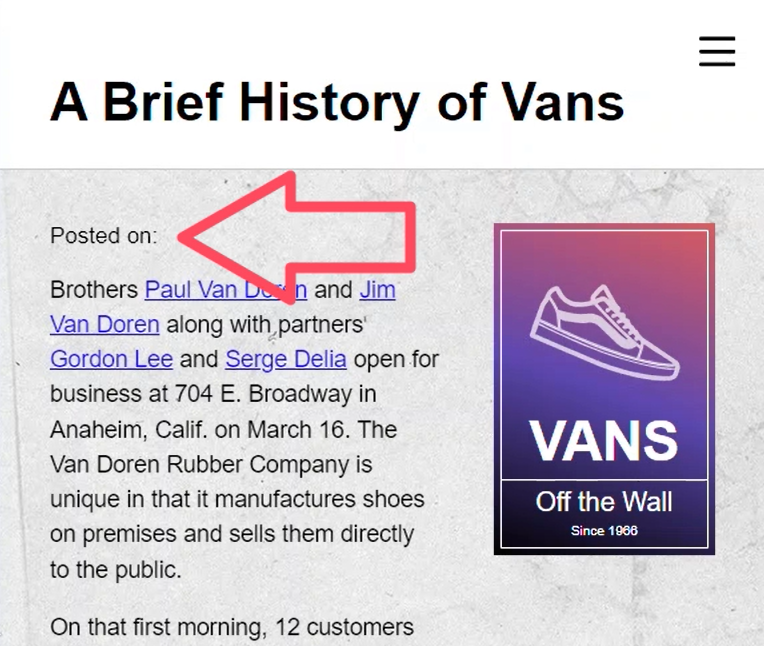 A Brief History of Vans
Posted on:
Brothers Paul Van Doren and Jim
Van Doren along with partners
Gordon Lee and Serge Delia open for
business at 704 E. Broadway in
Anaheim, Calif. on March 16. The
Van Doren Rubber Company is
unique in that it manufactures shoes
on premises and sells them directly
to the public.
On that first morning, 12 customers
VANS
Off the Wall
Since 1966